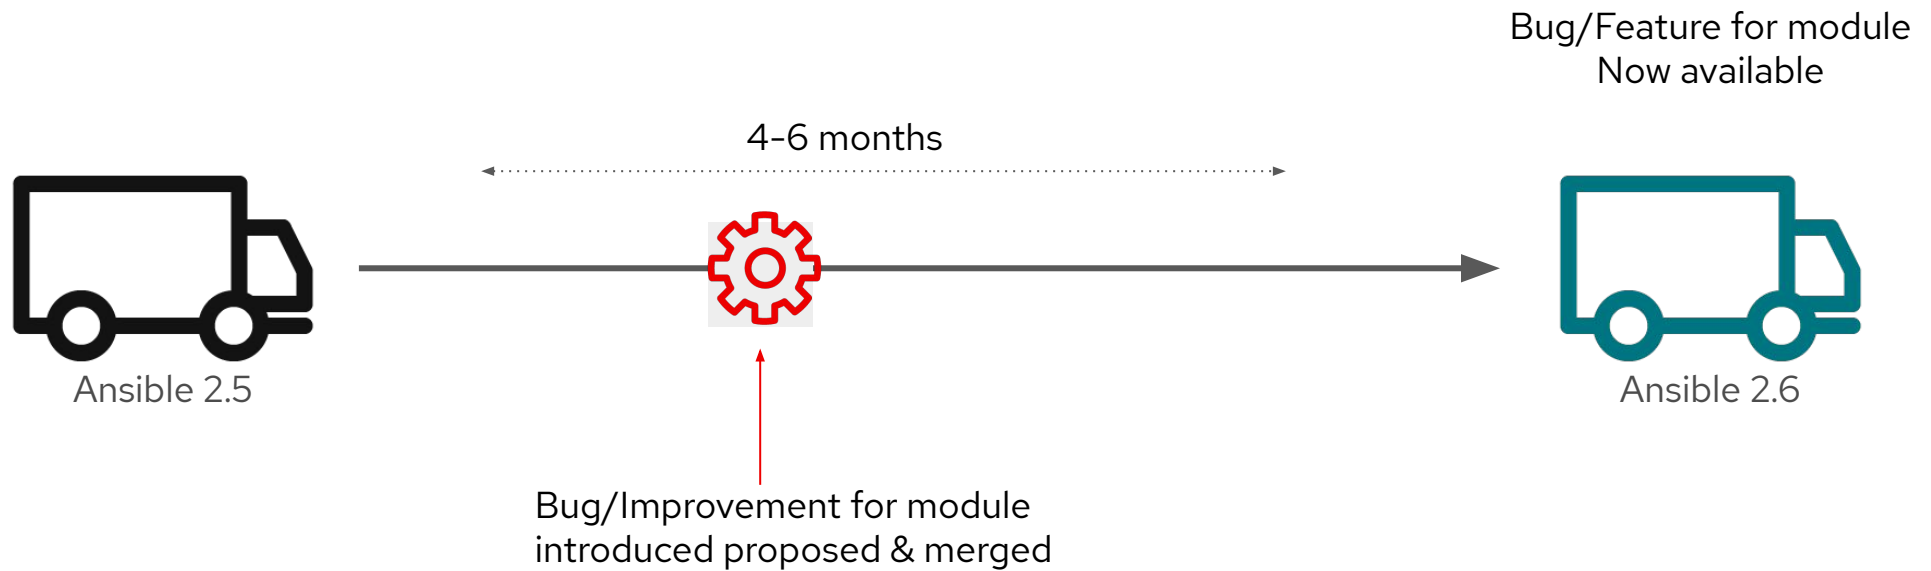 Bug/Feature for module
Now available
4-6 months
Ansible 2.5
Ansible 2.6
Bug/Improvement for module
introduced proposed & merged